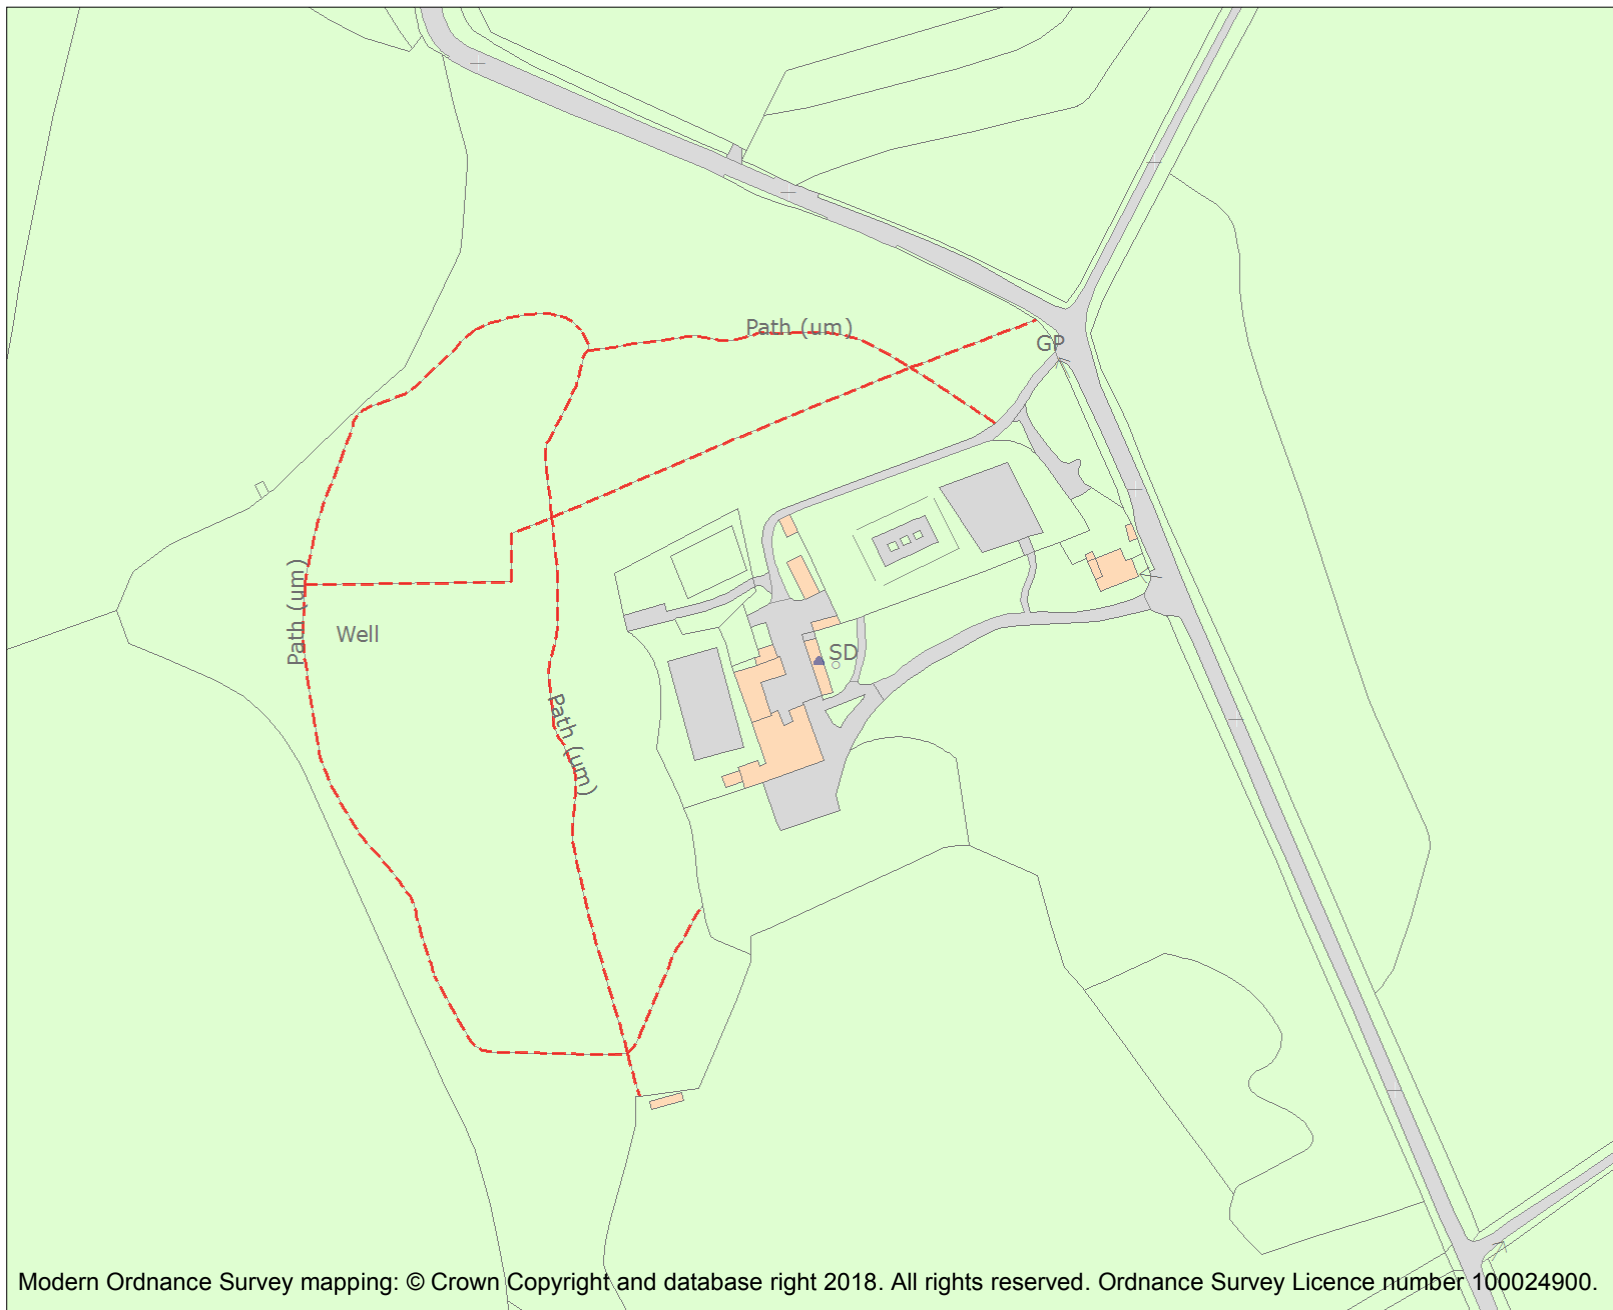 Path (um)
GP
Path (um)
Well
SD
Path (um)
Modern Ordnance Survey mapping: © Crown Copyright and database right 2018. All rights reserved. Ordnance Survey Licence number 100024900.